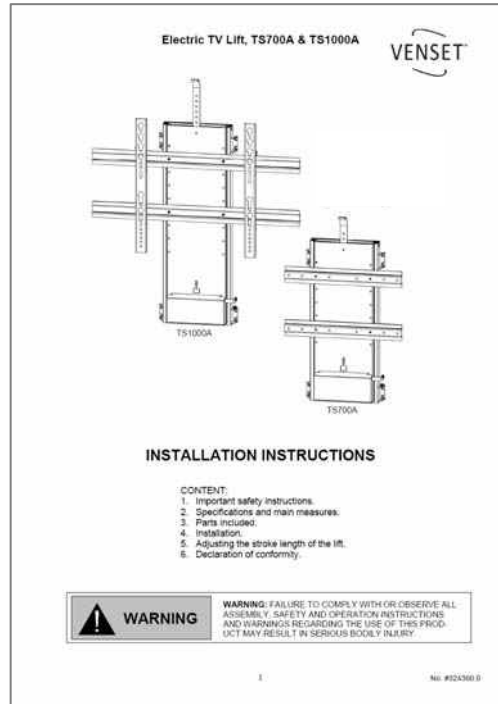 Electric TV Lift, TS700A & TS1000A
VENSET
TS1000A
TS700A
INSTALLATION INSTRUCTIONS
CONTENT:
1. Important safety instructions.
2. Specifications and main measures.
3. Parts included.
4. Installation.
5. Adjusting the stroke length of the lift.
6. Declaration of conformity.
WARNING
WARNING: FAILURE TO COMPLY WITH OR OBSERVE ALL
ASSEMBLY, SAFETY AND OPERATION INSTRUCTIONS
AND WARNINGS REGARDING THE USE OF THIS PROD-
UCT MAY RESULT IN SERIOUS BODILY INJURY.
1
No.